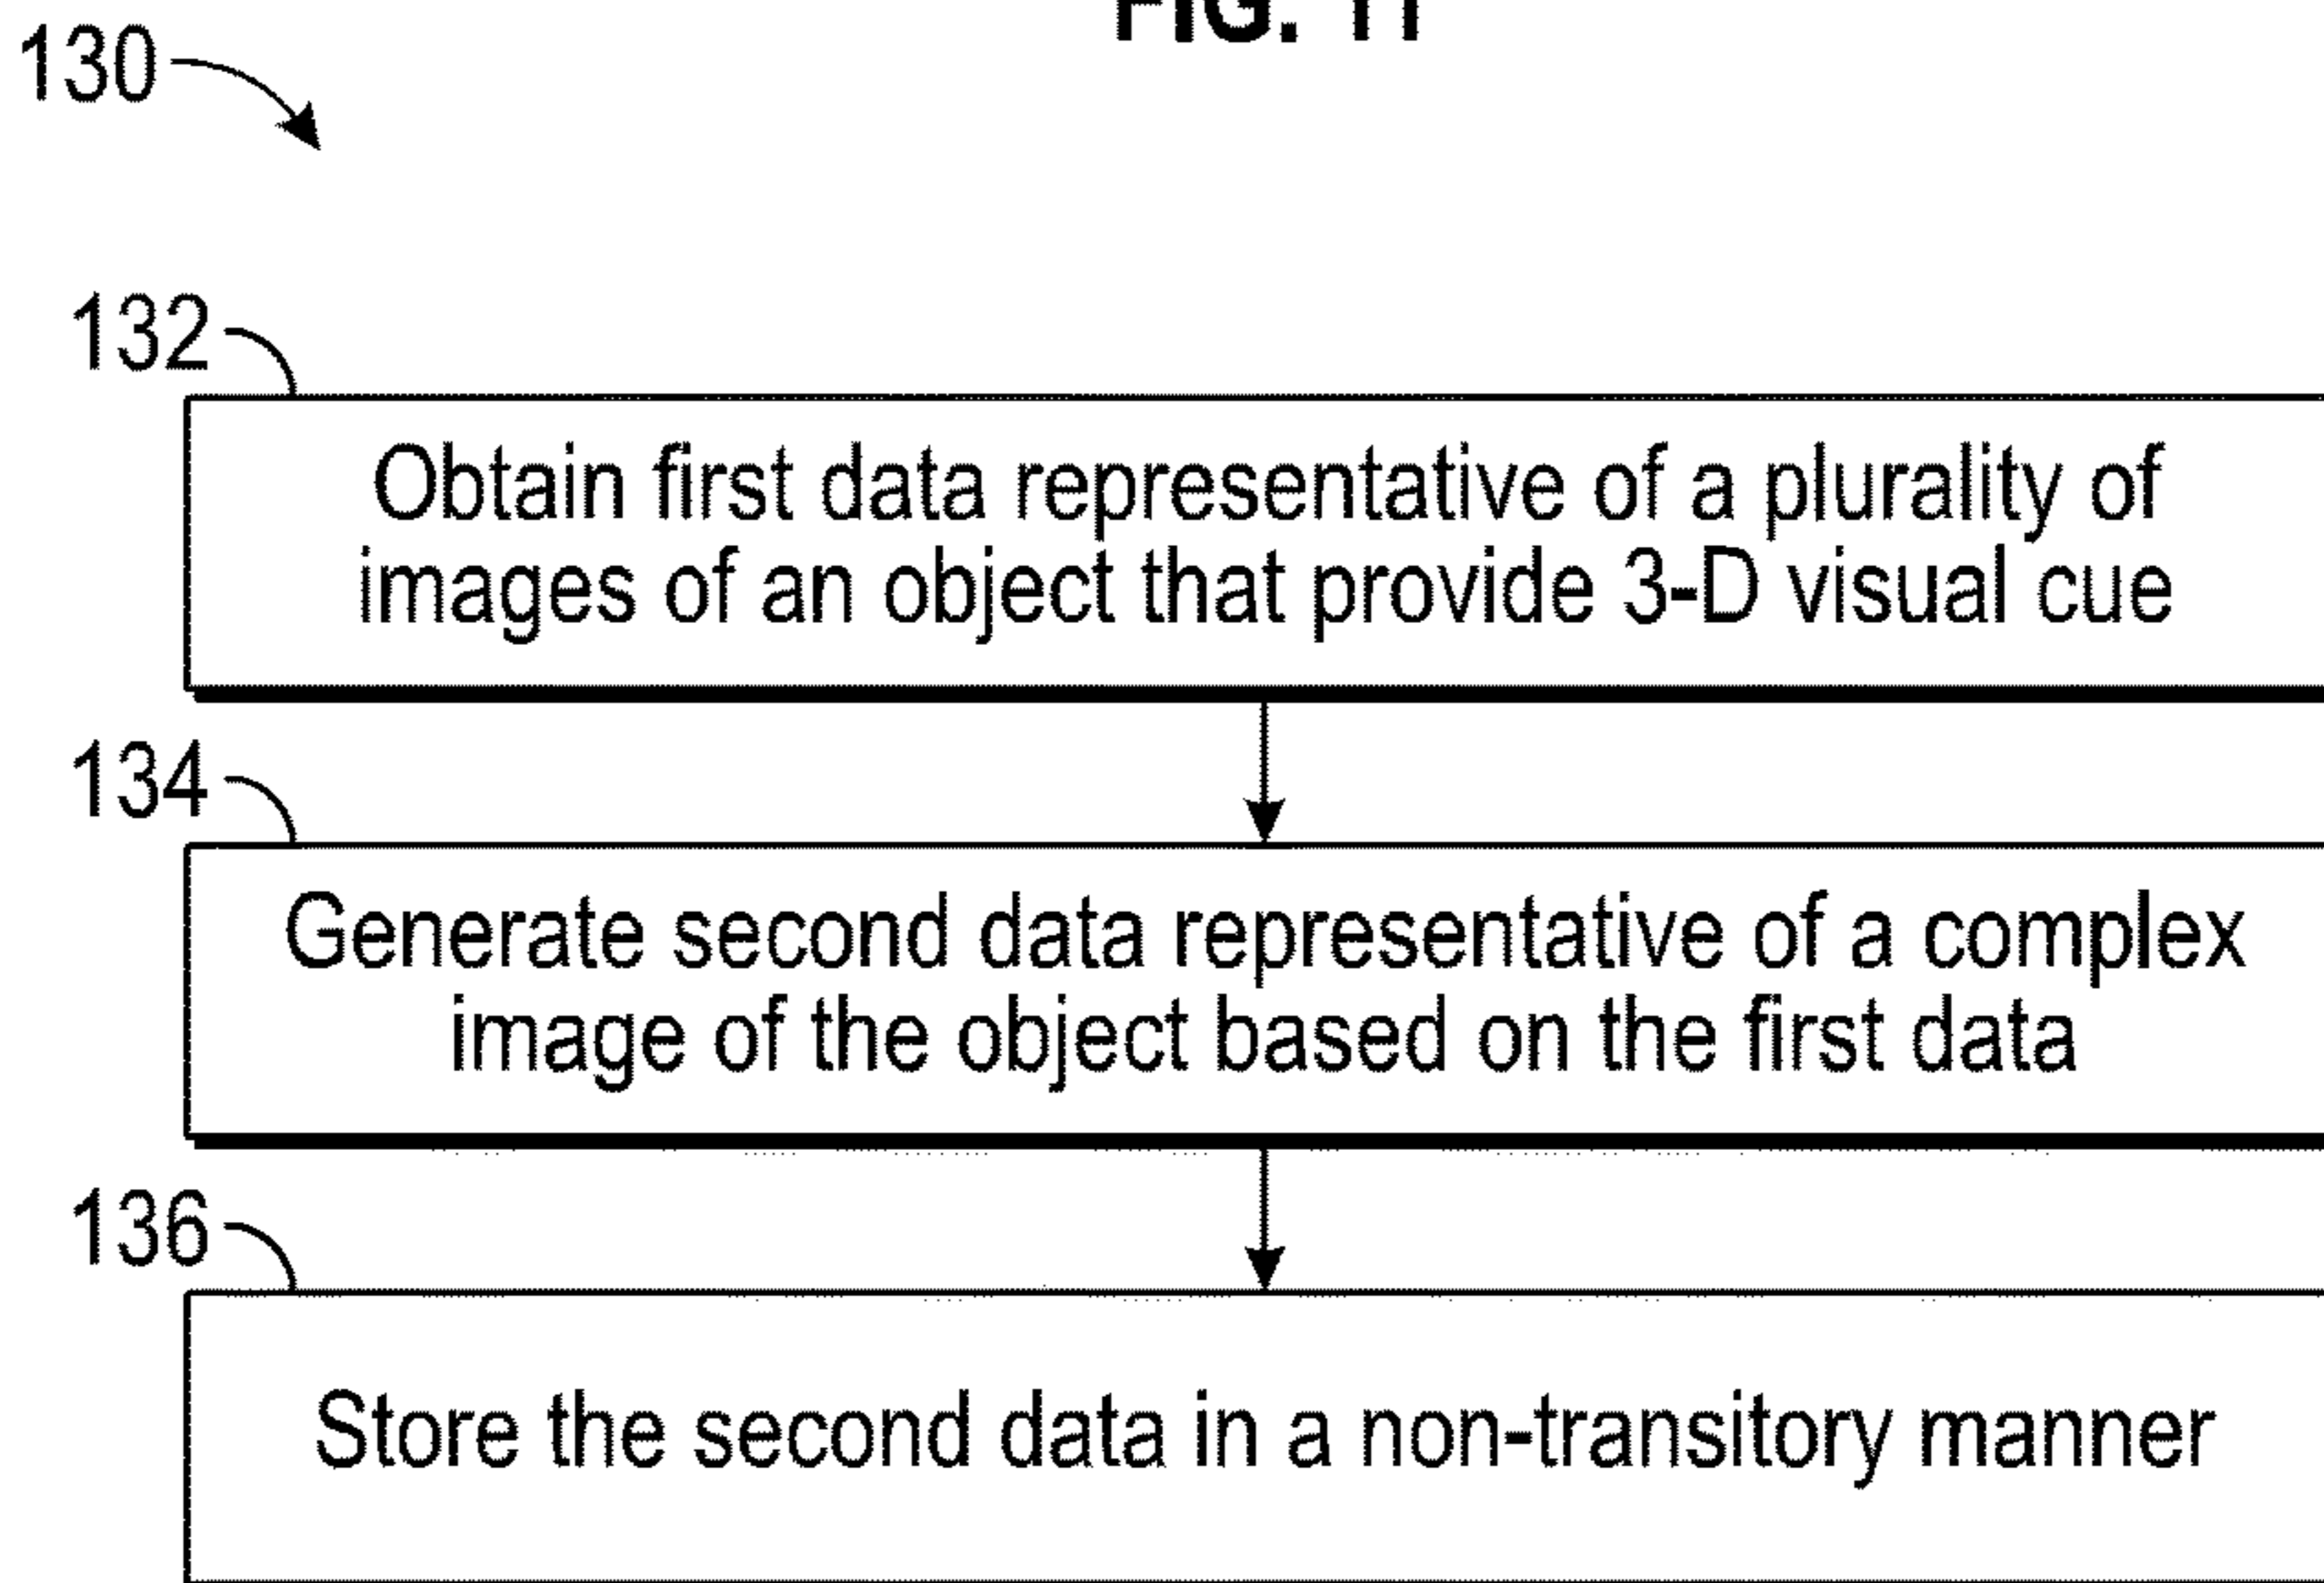 FIG. 11
130
132
Obtain first data representative of a plurality of
images of an object that provide 3-D visual cue
134
Generate second data representative of a complex
image of the object based on the first data
136
Store the second data in a non-transitory manner